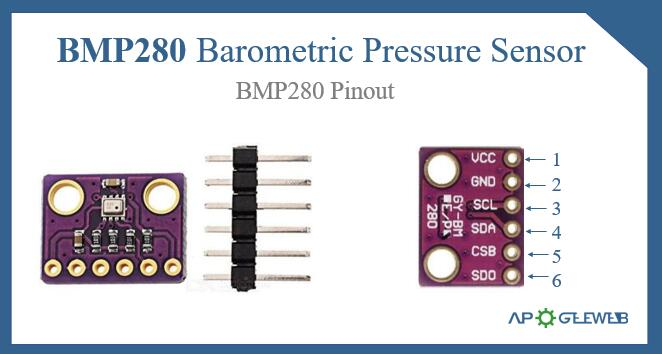 BMP280 Barometric Pressure Sensor
BMP280 Pinout
VCC 1
GND 2
SCL 3
SDA 4
CSB 5
SDO 6
GY-BM
280
APOGEEWEB